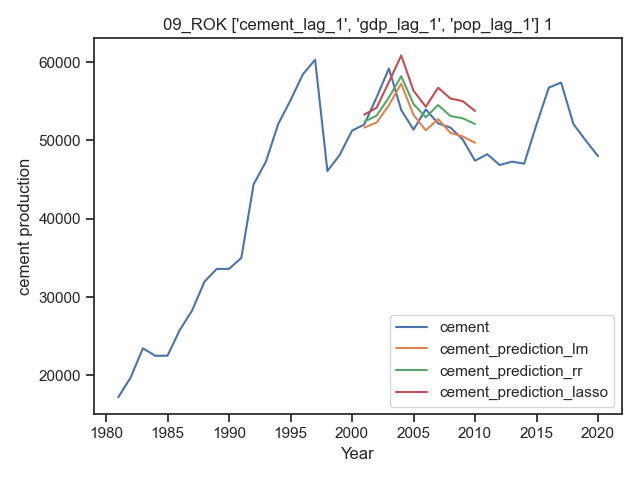 09_ROK ['cement_lag_1', 'gdp_lag_1', 'pop_lag_1'] 1
cement production
60000
50000
40000
30000
20000
cement
cement_prediction_lm
cement_prediction_rr
cement_prediction_lasso
1980 1985 1990 1995 2000 2005 2010 2015 2020
Year